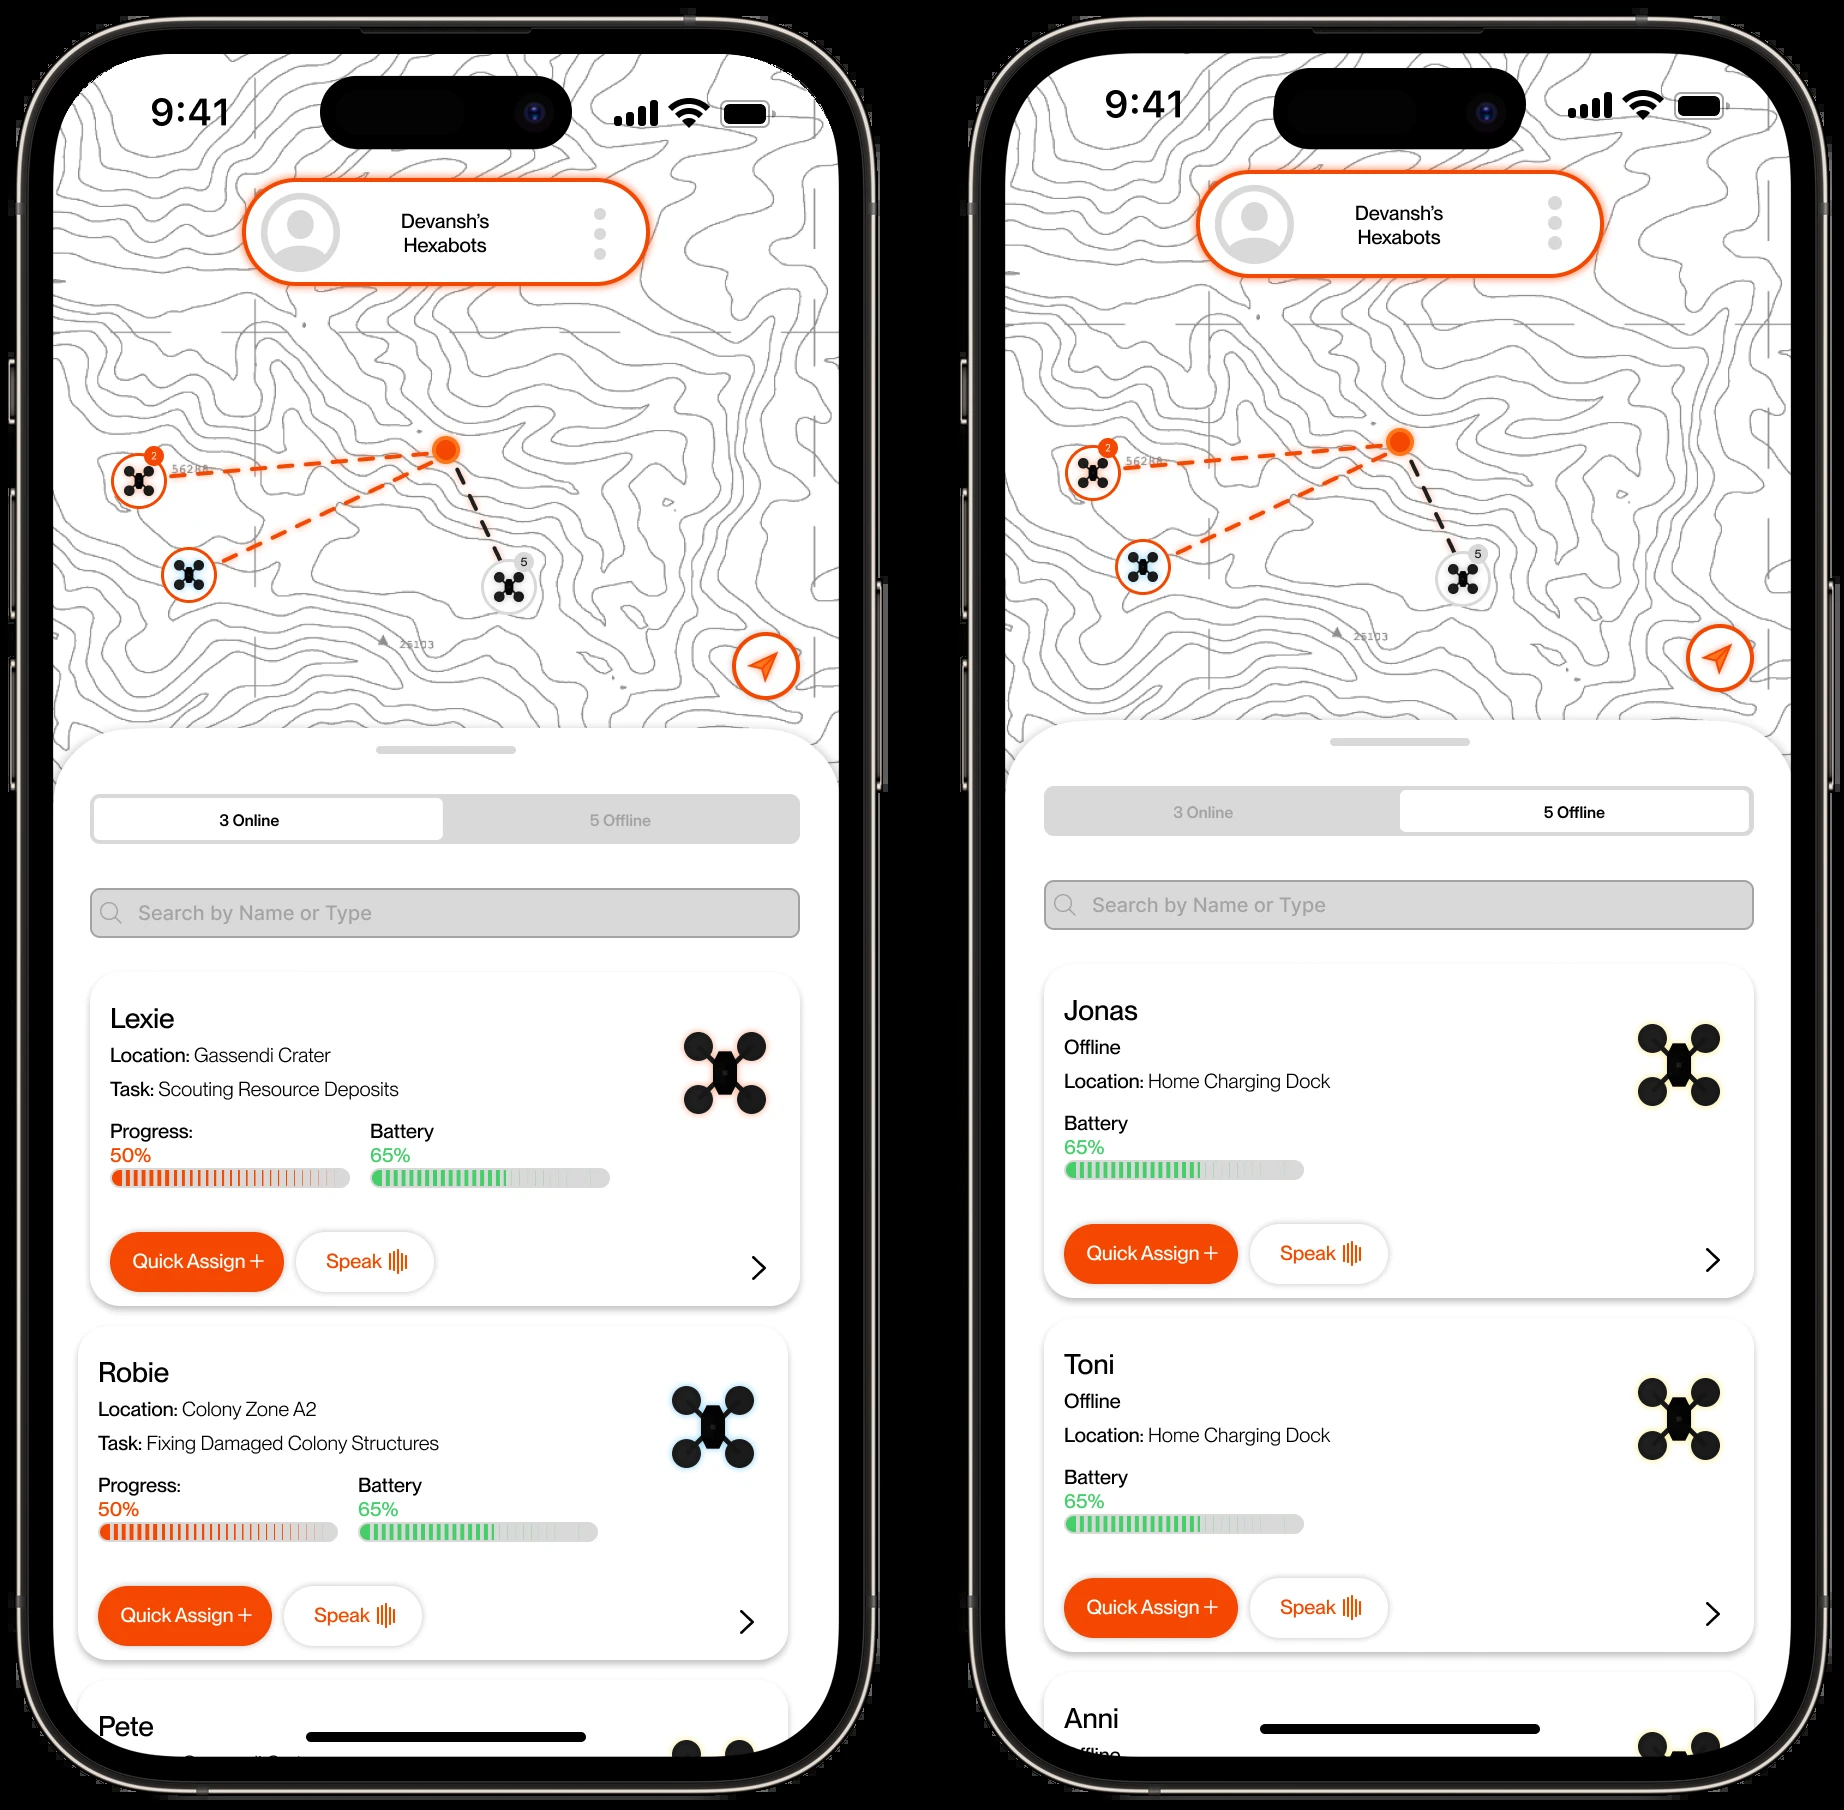 9:41
Devansh's
Hexabots
2
5
25103
3 Online
5 Offline
Search by Name or Type
Lexie
Location: Gassendi Crater
Task: Scouting Resource Deposits
Progress:
Battery
50%
65%
Quick Assign +
Speak
Robie
Location: Colony Zone A2
Task: Fixing Damaged Colony Structures
Progress:
Battery
50%
65%
Quick Assign +
Speak
Pete
9:41
Devansh's
Hexabots
2
5
25103
3 Online
5 Offline
Search by Name or Type
Jonas
Offline
Location: Home Charging Dock
Battery
65%
Quick Assign +
Speak
Toni
Offline
Location: Home Charging Dock
Battery
65%
Quick Assign +
Speak
Anni
Offline